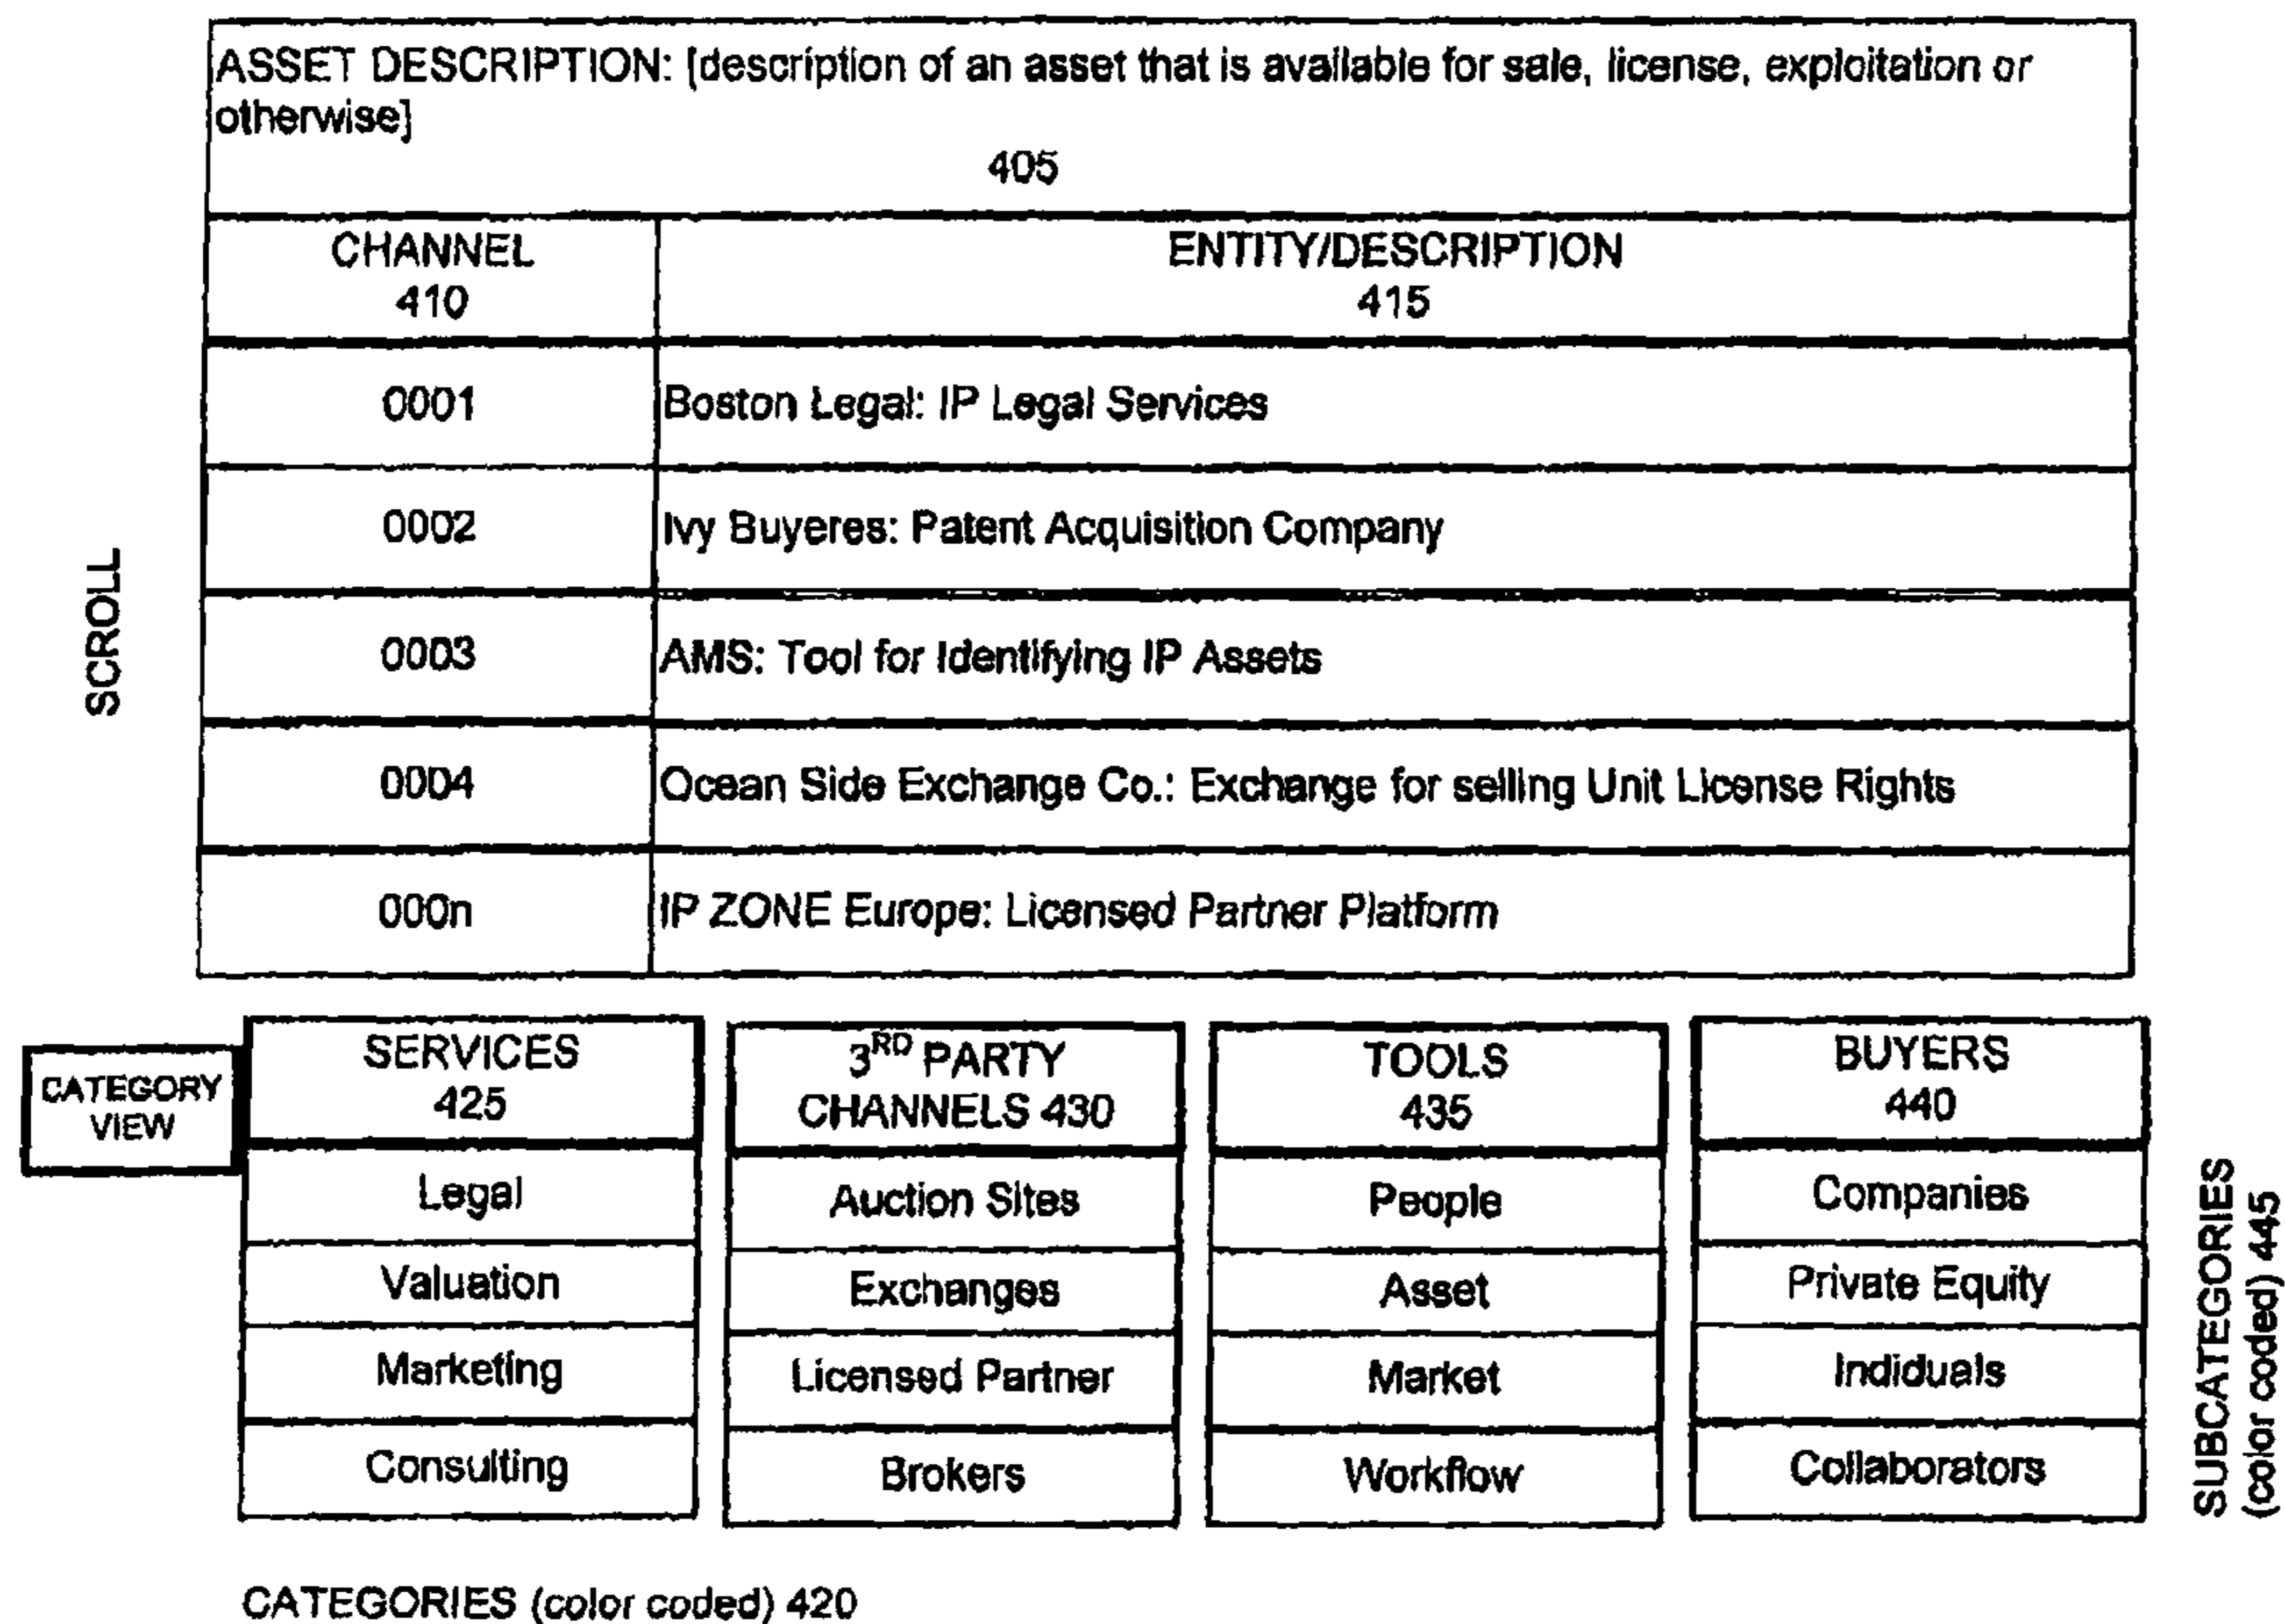 ASSET DESCRIPTION: [description of an asset that is available for sale, license, exploitation or
otherwise]
405
CHANNEL
410
ENTITY/DESCRIPTION
415
0001
Boston Legal: IP Legal Services
0002
Ivy Buyeres: Patent Acquisition Company
0003
AMS: Tool for Identifying IP Assets
0004
Ocean Side Exchange Co.: Exchange for selling Unit License Rights
000n
IP ZONE Europe: Licensed Partner Platform
SCROLL
CATEGORY
VIEW
SERVICES
425
Legal
Valuation
Marketing
Consulting
3RD PARTY
CHANNELS 430
Auction Sites
Exchanges
Licensed Partner
Brokers
TOOLS
435
People
Asset
Market
Workflow
BUYERS
440
Companies
Private Equity
Indiduals
Collaborators
SUBCATEGORIES
(color coded) 445
CATEGORIES (color coded) 420